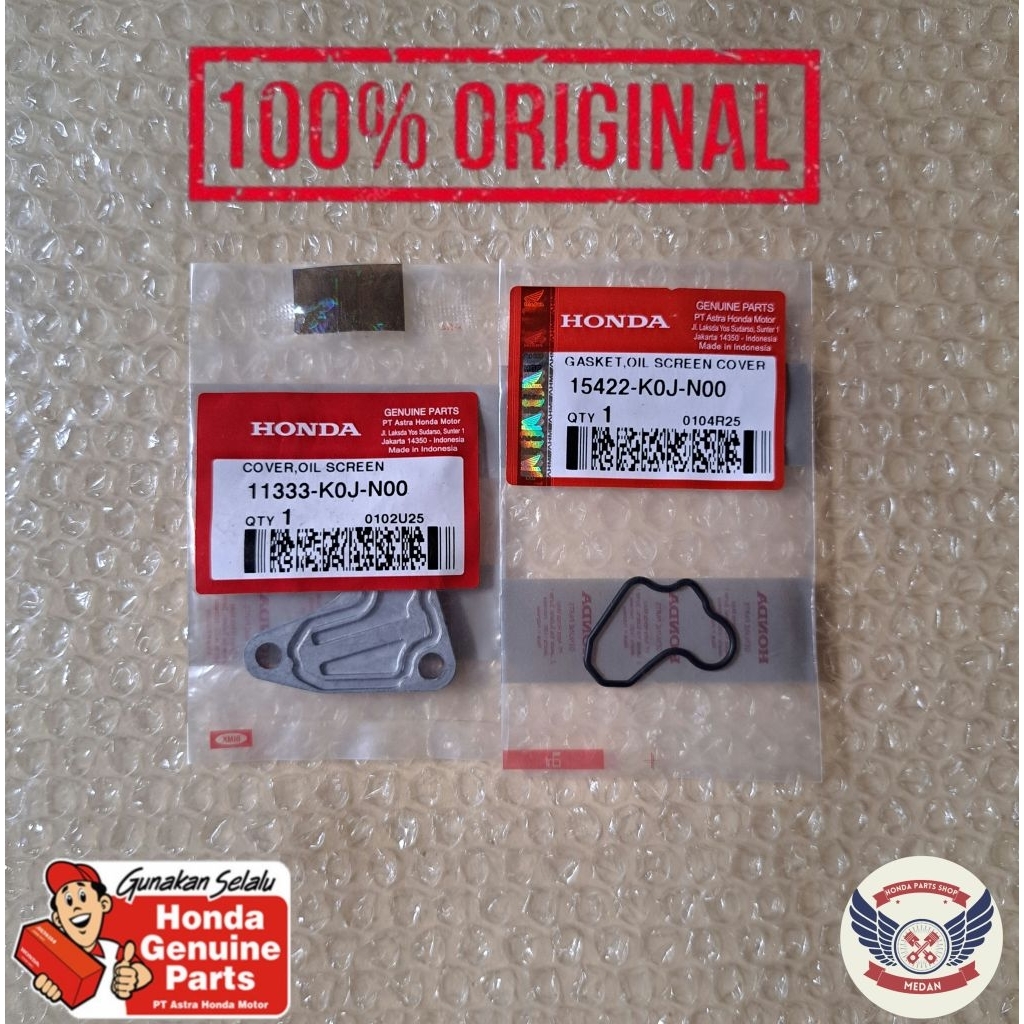 100% ORIGINAL
HONDA
GENUINE PARTS
PT Astra Honda Motor
Jl. Laksda Yos Sudarso, Sunter 1
Jakarta 14350 - Indonesia
Made in Indonesia
COVER,OIL SCREEN
11333-K0J-N00
QTY 1
0102U25
HONDA
GENUINE PARTS
PT Astra Honda Motor
Jl. Laksda Yos Sudarso, Sunter 1
Jakarta 14350 - Indonesia
Made in Indonesia
GASKET,OIL SCREEN COVER
15422-K0J-N00
QTY 1
0104R25
HONDA
HONDA
HONDA
Gunakan Selalu
Honda
Genuine
Parts
PT Astra Honda Motor
HONDA PARTS SHOP
MEDAN